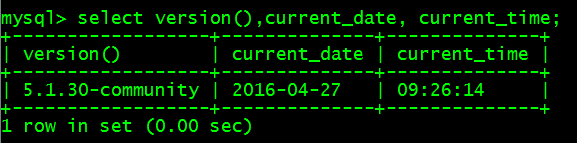 mysql> select version(),current_date, current_time;
+-------------------+--------------+--------------+
| version()         | current_date | current_time |
+-------------------+--------------+--------------+
| 5.1.30-community  | 2016-04-27   | 09:26:14     |
+-------------------+--------------+--------------+
1 row in set (0.00 sec)